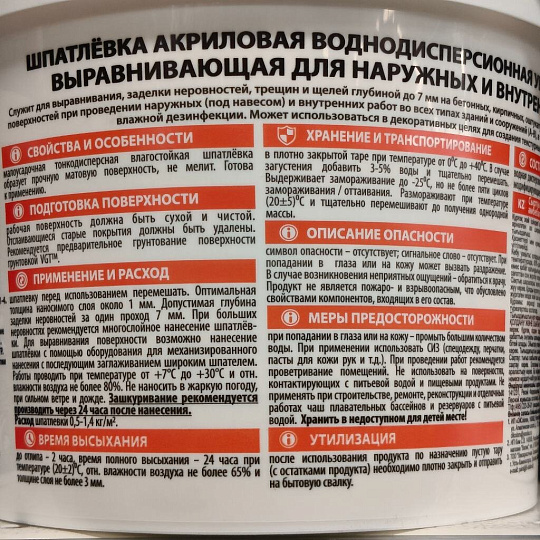 ШПАТЛЁВКА АКРИЛОВАЯ ВОДНОДИСПЕРСИОННАЯ
ВЫРАВНИВАЮЩАЯ ДЛЯ НАРУЖНЫХ И
Служит для выравнивания, заделки неровностей, трещин и щелей глубиной до 7 мм на бетонных, кирпичных,
поверхностей при проведении наружных (под навесом) и внутренних работ во всех типах зданий и сооружений
влажной дезинфекции. Может использоваться в декоративных целях для создания
СВОЙСТВА И ОСОБЕННОСТИ
малоусадочная тонкодисперсная влагостойкая шпатлёвка
образует прочную матовую поверхность, не мелит. Готова
к применению.
ПОДГОТОВКА ПОВЕРХНОСТИ
рабочая поверхность должна быть сухой и чистой.
Отслаивающиеся старые покрытия должны быть удалены.
Рекомендуется предварительное грунтование поверхности
грунтовкой VGT™.
ПРИМЕНЕНИЕ И РАСХОД
шпатлевку перед использованием перемешать. Оптимальная
толщина наносимого слоя около 1 мм. Допустимая глубина
заделки неровностей за один проход 7 мм. При больших
неровностях рекомендуется многослойное нанесение шпатлёв-
ки. Для выравнивания поверхности возможно нанесение
шпатлёвки с помощью оборудования для механизированного
нанесения с последующим заглаживанием широким шпателем.
Работы проводить при температуре от +7°С до +30°С и отн.
влажности воздуха не более 80%. Не наносить в жаркую погоду,
при сильном ветре и дожде. Зашкуривание рекомендуется
производить через 24 часа после нанесения.
Расход шпатлевки 0,5-1,4 кг/м².
ВРЕМЯ ВЫСЫХАНИЯ
до отлипа - 2 часа, время полного высыхания - 24 часа при
температуре (20±2)°С, отн. влажности воздуха не более 65% и
толщине слоя не более 3 мм.
ХРАНЕНИЕ И ТРАНСПОРТИРОВАНИЕ
в плотно закрытой таре при температуре от 0°С до +40°С. В случае
загустения добавить 3-5% воды и тщательно перемешать.
Выдерживает замораживание до -25°С, но не более пяти циклов
замораживания / оттаивания. Размораживают при температуре
(20±5)°С и тщательно перемешивают до получения однородной
массы.
ОПИСАНИЕ ОПАСНОСТИ
символ опасности – отсутствует; сигнальное слово - отсутствует. При
попадании в глаза или на кожу может вызвать раздражение.
В случае возникновения неприятных ощущений – обратиться к врачу.
Продукт не является пожаро- и взрывоопасным, что обусловлено
свойствами компонентов, входящих в его состав.
МЕРЫ ПРЕДОСТОРОЖНОСТИ
при попадании в глаза или на кожу – промыть большим количеством
воды. При применении использовать СИЗ (спецодежду, перчатки,
пасты для кожи рук и т.д.). При проведении работ рекомендуется
проветривание помещений. Не использовать на поверхностях,
контактирующих с питьевой водой и пищевыми продуктами. Не
применять при строительстве, ремонте, реконструкции и отделочных
работах чаш плавательных бассейнов и резервуаров с питьевой
водой. Хранить в недоступном для детей месте!
УТИЛИЗАЦИЯ
после использования продукта по назначению пустую тару
(с остатками продукта) необходимо плотно закрыть и отправить
на бытовую свалку.
KZ